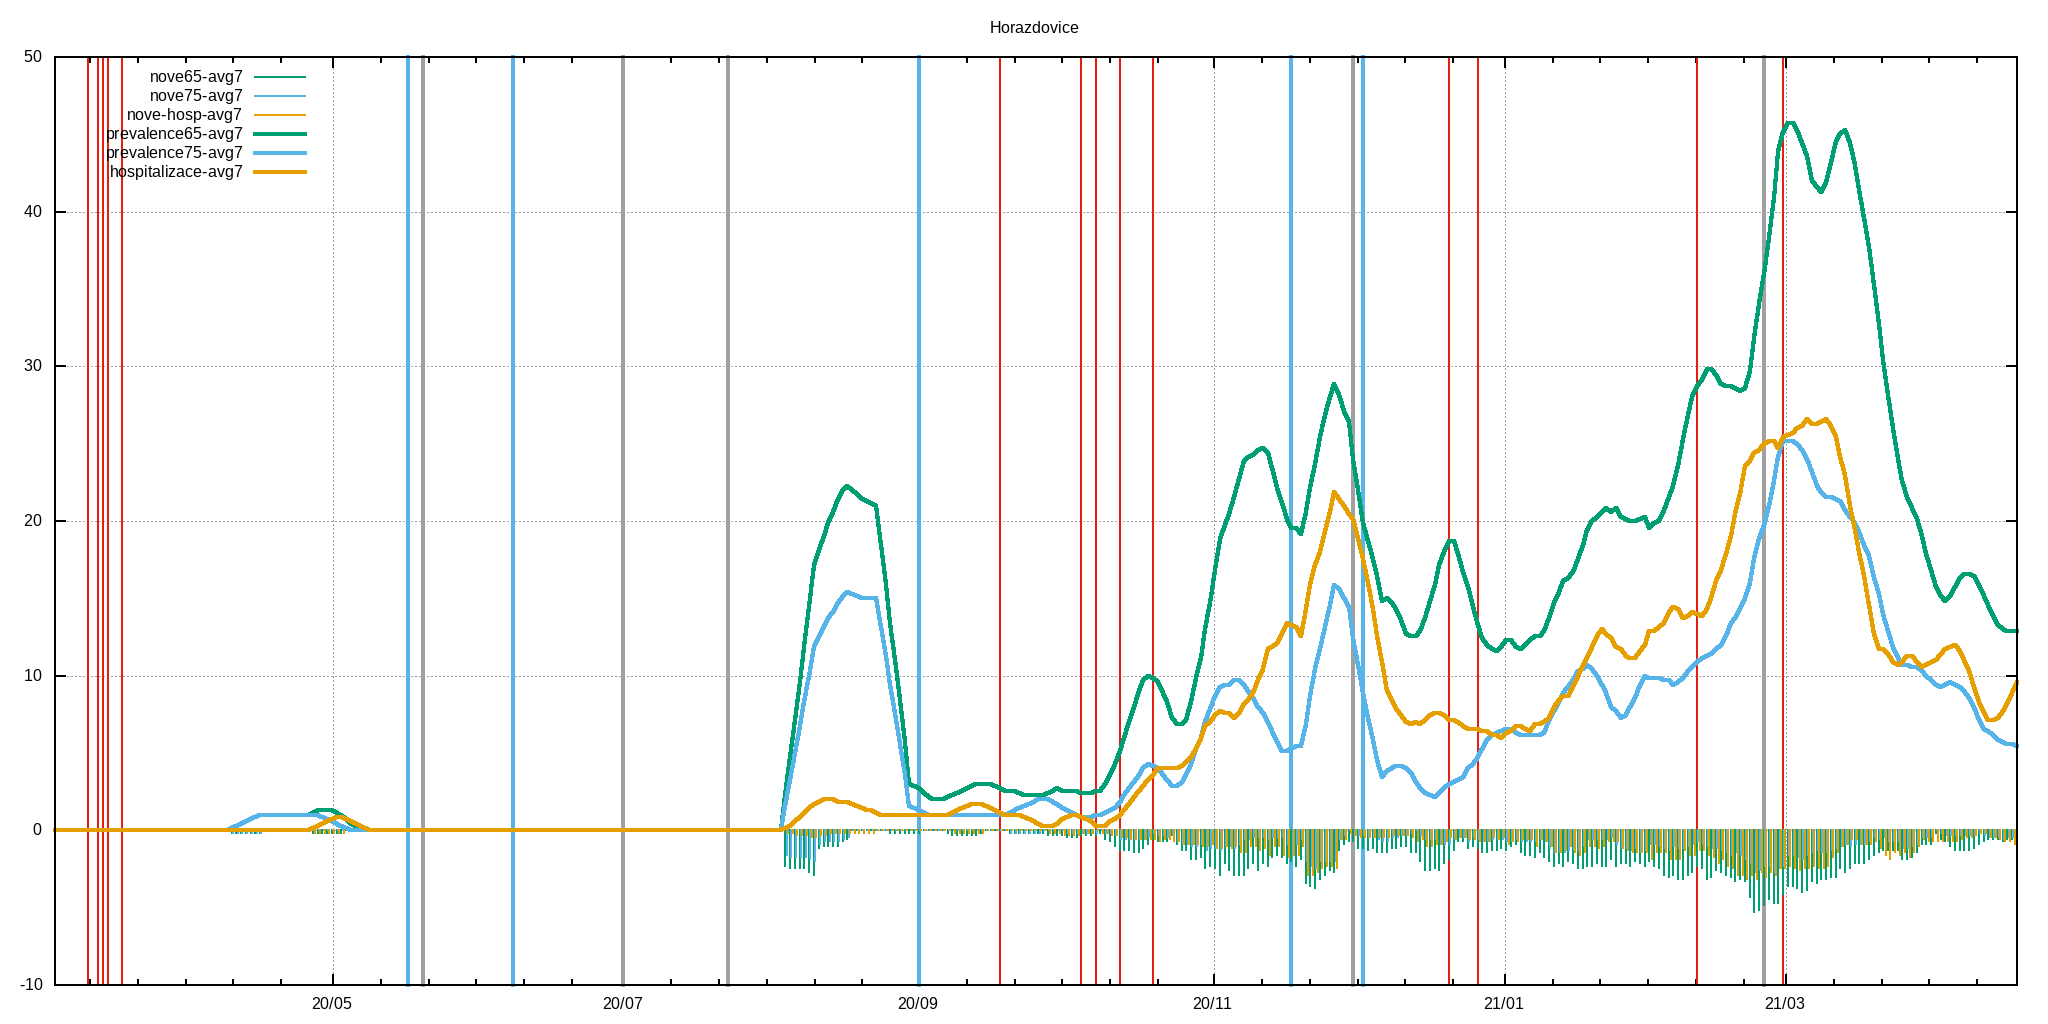 Horazdovice
50
40
30
20
10
0
-10
nove65-avg7
nove75-avg7
nove-hosp-avg7
prevalence65-avg7
prevalence75-avg7
hospitalizace-avg7
20/05
20/07
20/09
20/11
21/01
21/03